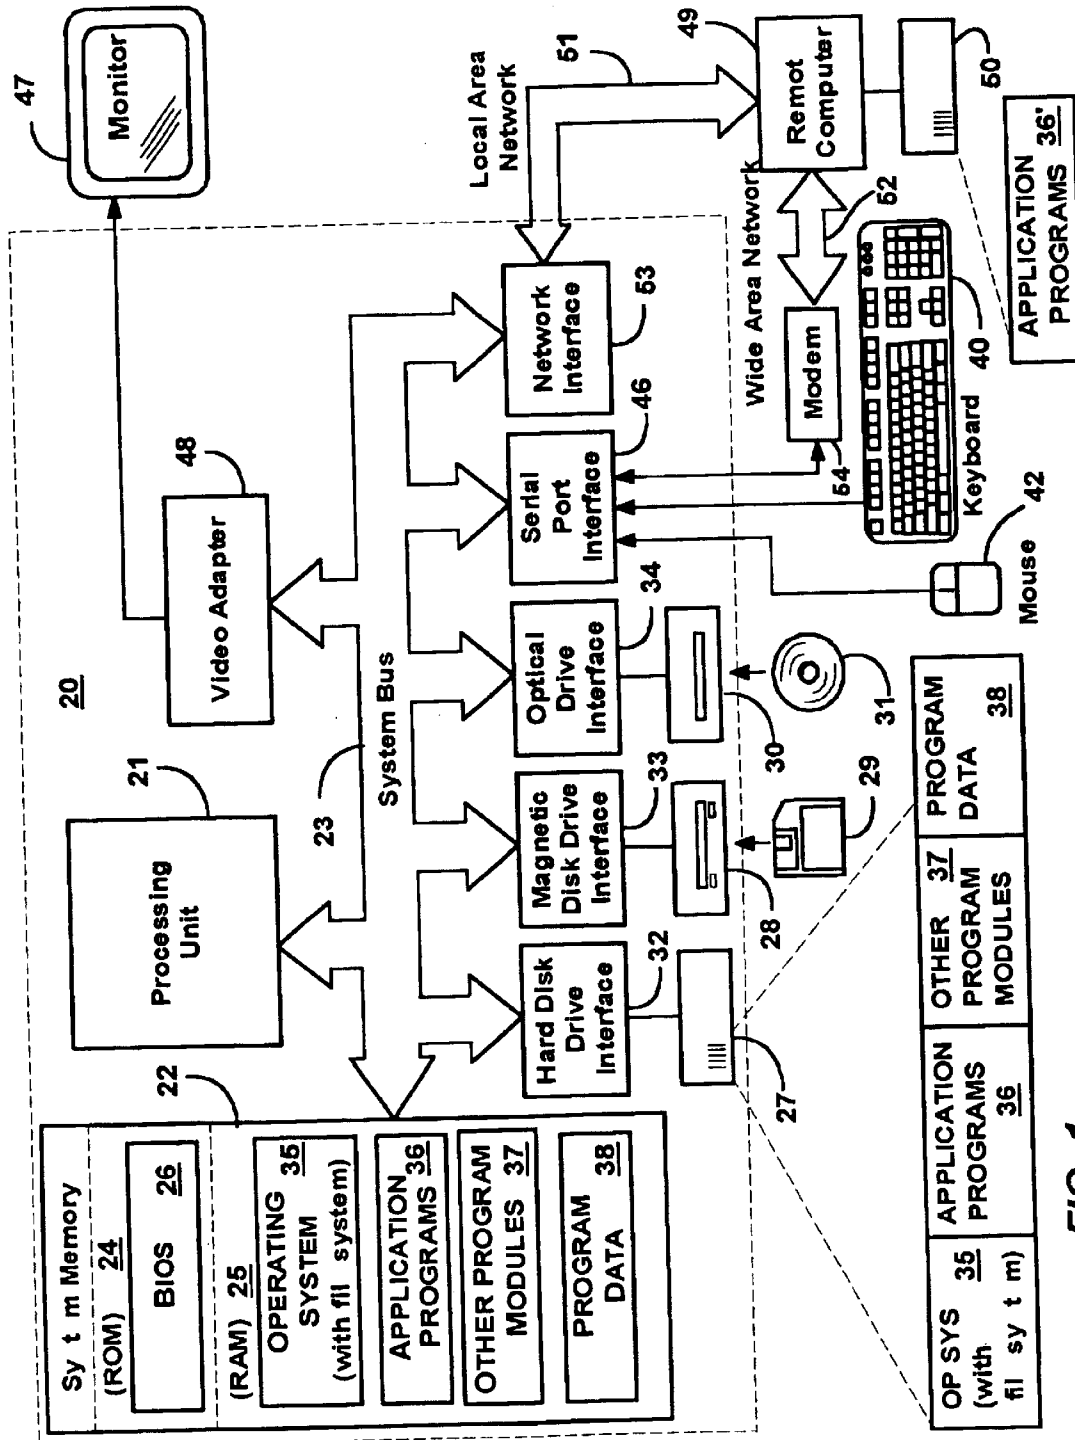 Sy t m Memory
(ROM) 24
BIOS 26
(RAM) 25
OPERATING
SYSTEM 35
(with fil system)
APPLICATION
PROGRAMS 36
OTHER PROGRAM
MODULES 37
PROGRAM
DATA 38
22
Processing
Unit
21
20
Video Adapter
48
47
Monitor
23
System Bus
Hard Disk
Drive
Interface
32
Magnetic
Disk Drive
Interface
33
Optical
Drive
Interface
34
Serial
Port
Interface
46
Network
Interface
53
Local Area
Network
51
49
Remot
Computer
50
Wide Area Network
52
Modem
54
27
28
30
29
31
Mouse
42
Keyboard
40
OP SYS 35
(with
fil sy t m)
APPLICATION
PROGRAMS
36
OTHER 37
PROGRAM
MODULES
PROGRAM
DATA 38
APPLICATION
PROGRAMS 36'
FIG. 1